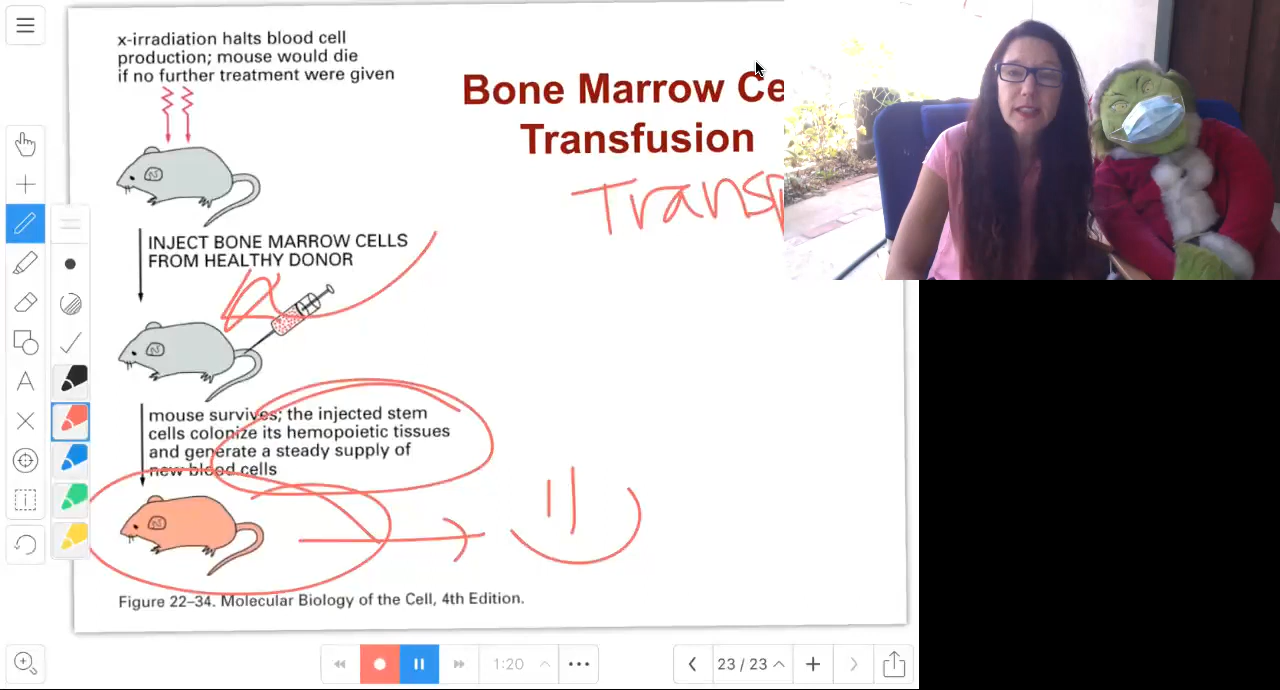 x-irradiation halts blood cell
production; mouse would die
if no further treatment were given
Bone Marrow Ce
Transfusion
Transp
INJECT BONE MARROW CELLS
FROM HEALTHY DONOR
mouse survives; the injected stem
cells colonize its hemopoietic tissues
and generate a steady supply of
new blood cells
Figure 22–34. Molecular Biology of the Cell, 4th Edition.
A
1:20
23 / 23